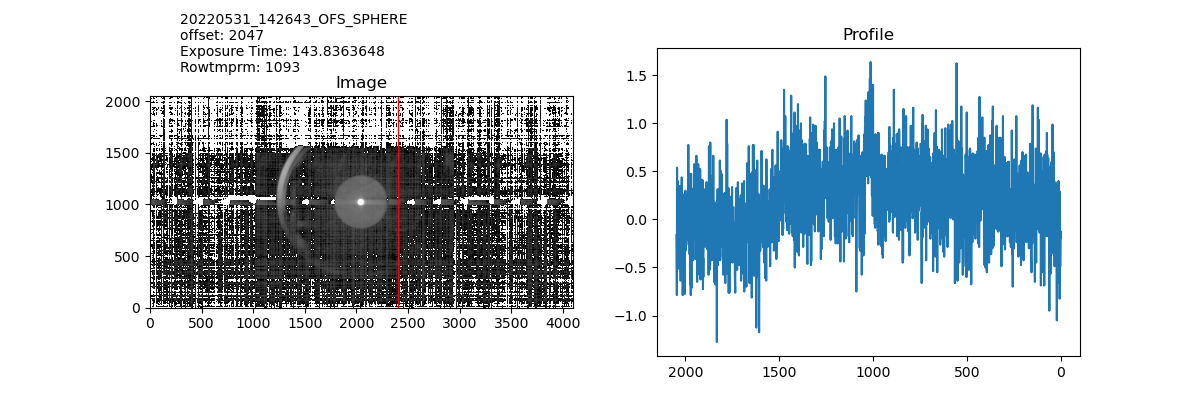 20220531_142643_OFS_SPHERE
offset: 2047
Exposure Time: 143.8363648
Rowtmprm: 1093
Image
2000
1500
1000
500
0
0 500 1000 1500 2000 2500 3000 3500 4000
Profile
1.5
1.0
0.5
0.0
−0.5
−1.0
2000 1500 1000 500 0